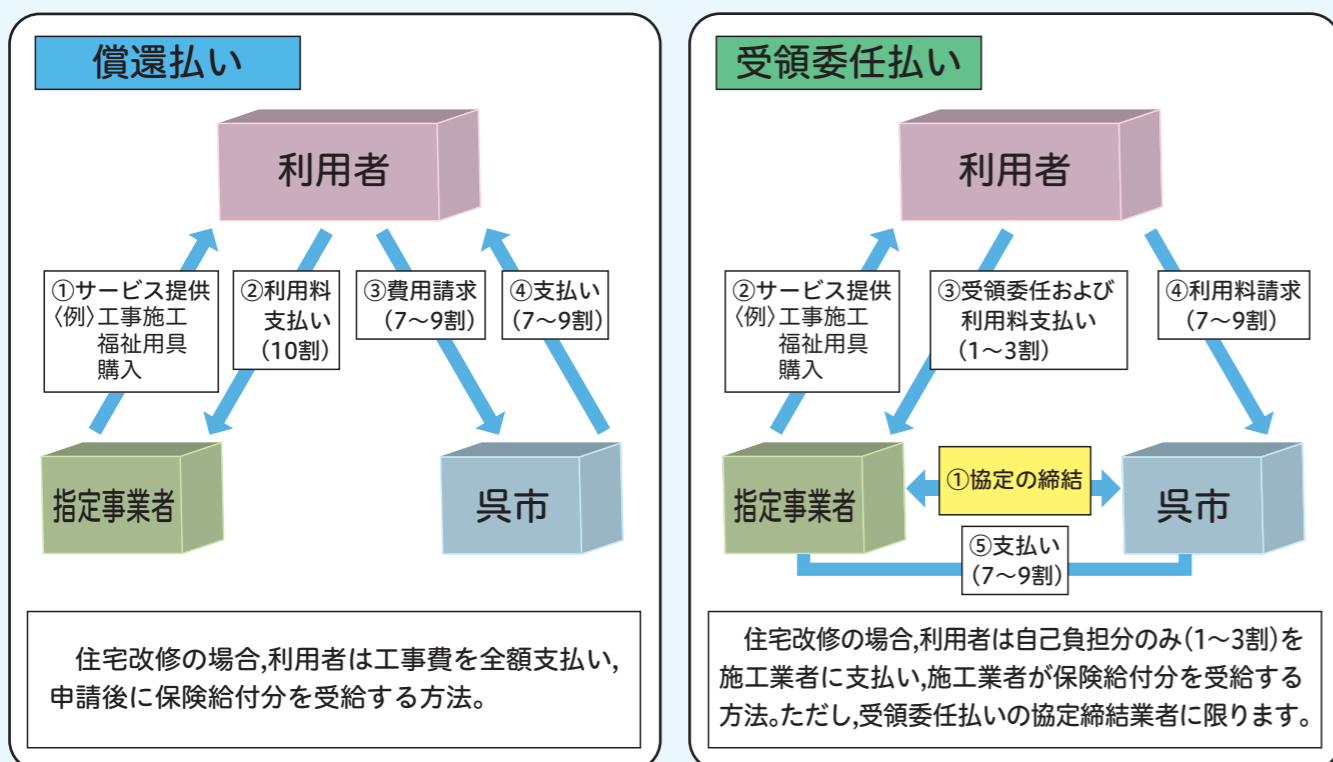 償還払い
利用者
①サービス提供
〈例〉工事施工
福祉用具
購入
②利用料
支払い
(10割)
③費用請求
(7〜9割)
④支払い
(7〜9割)
指定事業者
呉市
住宅改修の場合,利用者は工事費を全額支払い,
申請後に保険給付分を受給する方法。
受領委任払い
利用者
②サービス提供
〈例〉工事施工
福祉用具
購入
③受領委任および
利用料支払い
(1〜3割)
④利用料請求
(7〜9割)
指定事業者
①協定の締結
呉市
⑤支払い
(7〜9割)
住宅改修の場合,利用者は自己負担分のみ(1〜3割)を
施工業者に支払い,施工業者が保険給付分を受給する
方法。ただし,受領委任払いの協定締結業者に限ります。